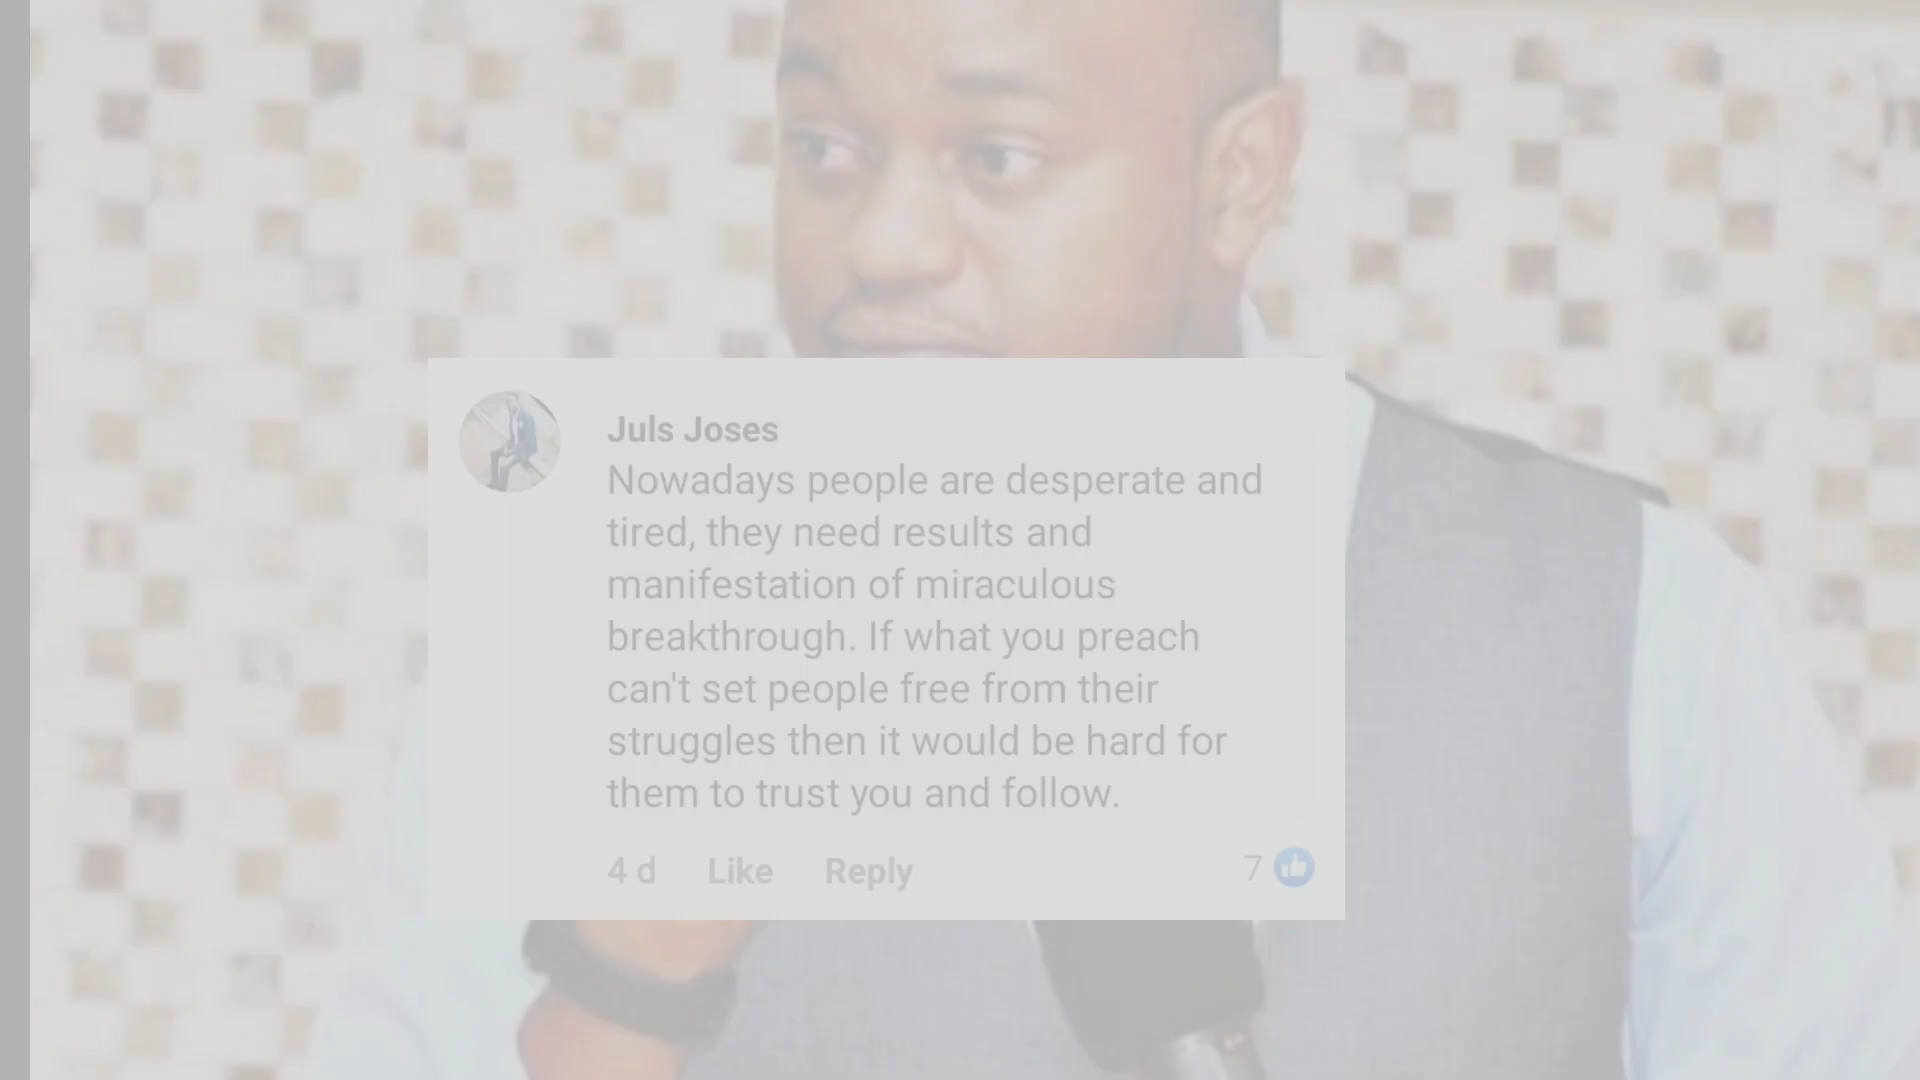 Juls Joses
Nowadays people are desperate and
tired, they need results and
manifestation of miraculous
breakthrough. If what you preach
can't set people free from their
struggles then it would be hard for
them to trust you and follow.
4 d Like Reply 7